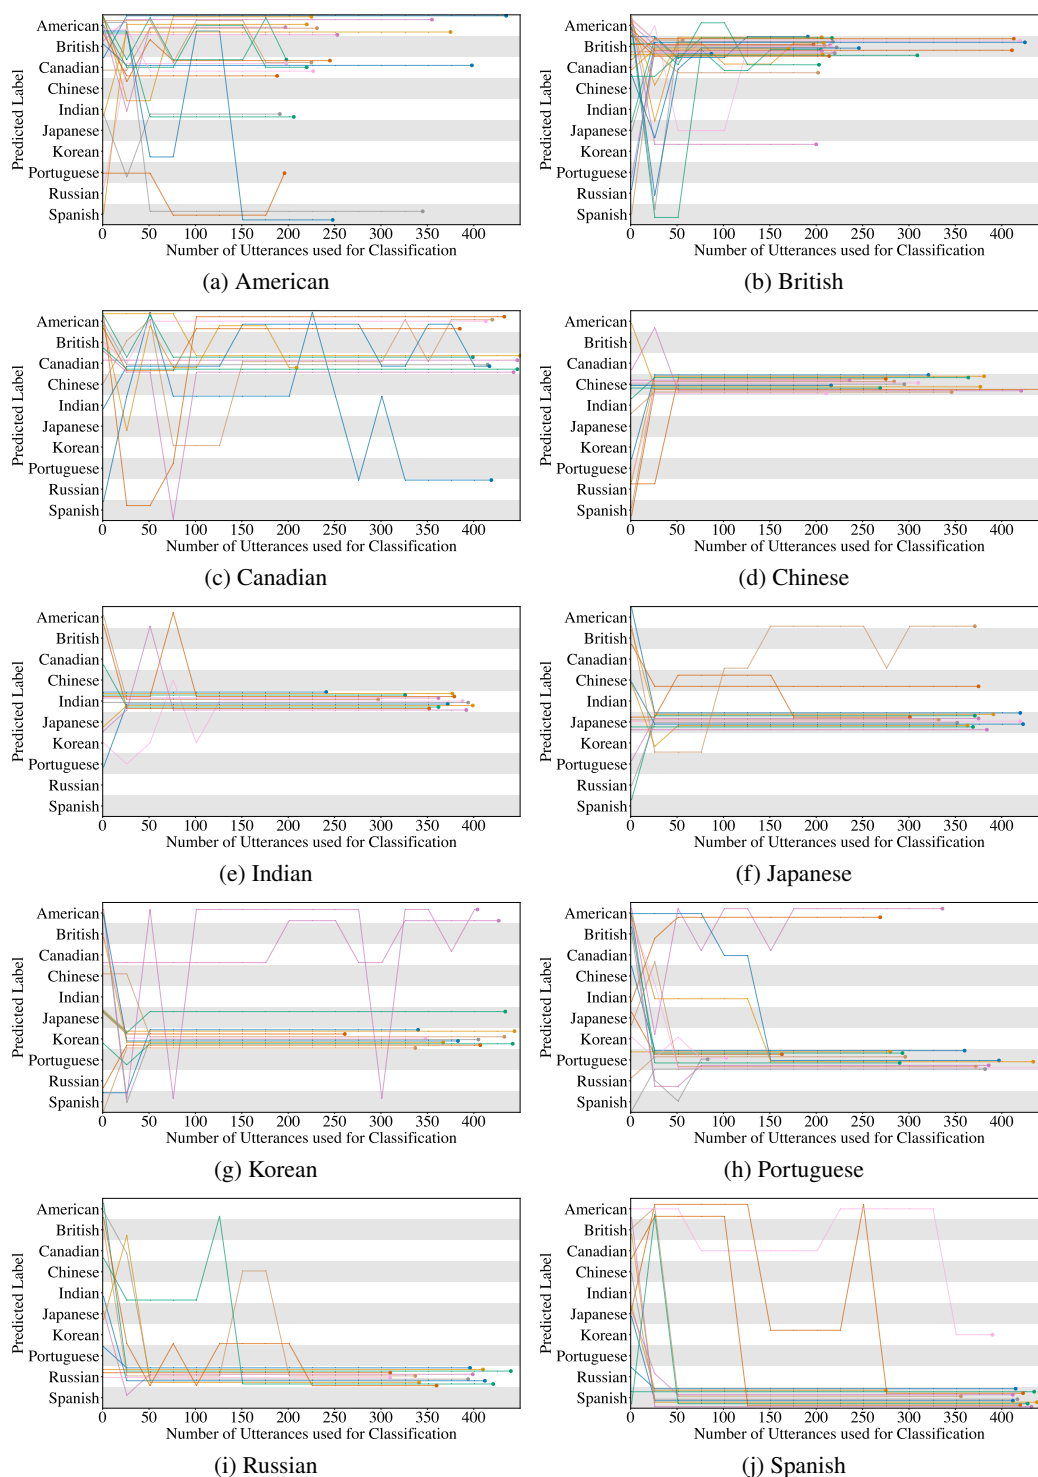 Predicted Label
American
British
Canadian
Chinese
Indian
Japanese
Korean
Portuguese
Russian
Spanish
0 50 100 150 200 250 300 350 400
Number of Utterances used for Classification
(a) American
Predicted Label
American
British
Canadian
Chinese
Indian
Japanese
Korean
Portuguese
Russian
Spanish
0 50 100 150 200 250 300 350 400
Number of Utterances used for Classification
(b) British
Predicted Label
American
British
Canadian
Chinese
Indian
Japanese
Korean
Portuguese
Russian
Spanish
0 50 100 150 200 250 300 350 400
Number of Utterances used for Classification
(c) Canadian
Predicted Label
American
British
Canadian
Chinese
Indian
Japanese
Korean
Portuguese
Russian
Spanish
0 50 100 150 200 250 300 350 400
Number of Utterances used for Classification
(d) Chinese
Predicted Label
American
British
Canadian
Chinese
Indian
Japanese
Korean
Portuguese
Russian
Spanish
0 50 100 150 200 250 300 350 400
Number of Utterances used for Classification
(e) Indian
Predicted Label
American
British
Canadian
Chinese
Indian
Japanese
Korean
Portuguese
Russian
Spanish
0 50 100 150 200 250 300 350 400
Number of Utterances used for Classification
(f) Japanese
Predicted Label
American
British
Canadian
Chinese
Indian
Japanese
Korean
Portuguese
Russian
Spanish
0 50 100 150 200 250 300 350 400
Number of Utterances used for Classification
(g) Korean
Predicted Label
American
British
Canadian
Chinese
Indian
Japanese
Korean
Portuguese
Russian
Spanish
0 50 100 150 200 250 300 350 400
Number of Utterances used for Classification
(h) Portuguese
Predicted Label
American
British
Canadian
Chinese
Indian
Japanese
Korean
Portuguese
Russian
Spanish
0 50 100 150 200 250 300 350 400
Number of Utterances used for Classification
(i) Russian
Predicted Label
American
British
Canadian
Chinese
Indian
Japanese
Korean
Portuguese
Russian
Spanish
0 50 100 150 200 250 300 350 400
Number of Utterances used for Classification
(j) Spanish